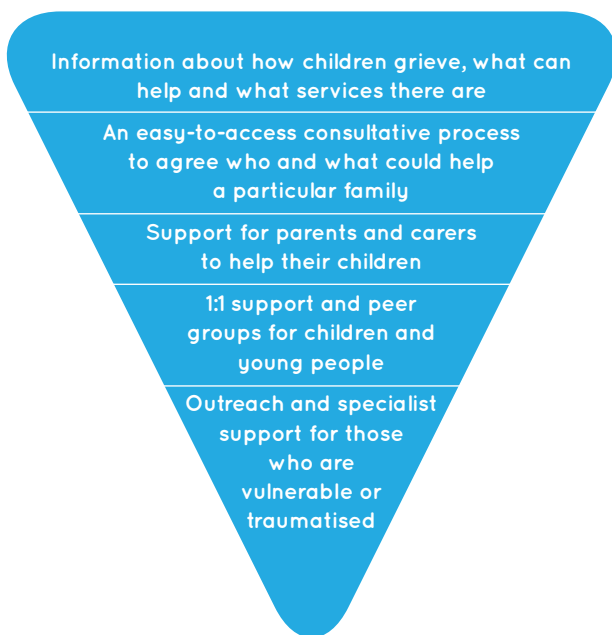 Information about how children grieve, what can
help and what services there are
An easy-to-access consultative process
to agree who and what could help
a particular family
Support for parents and carers
to help their children
1:1 support and peer
groups for children and
young people
Outreach and specialist
support for those
who are
vulnerable or
traumatised